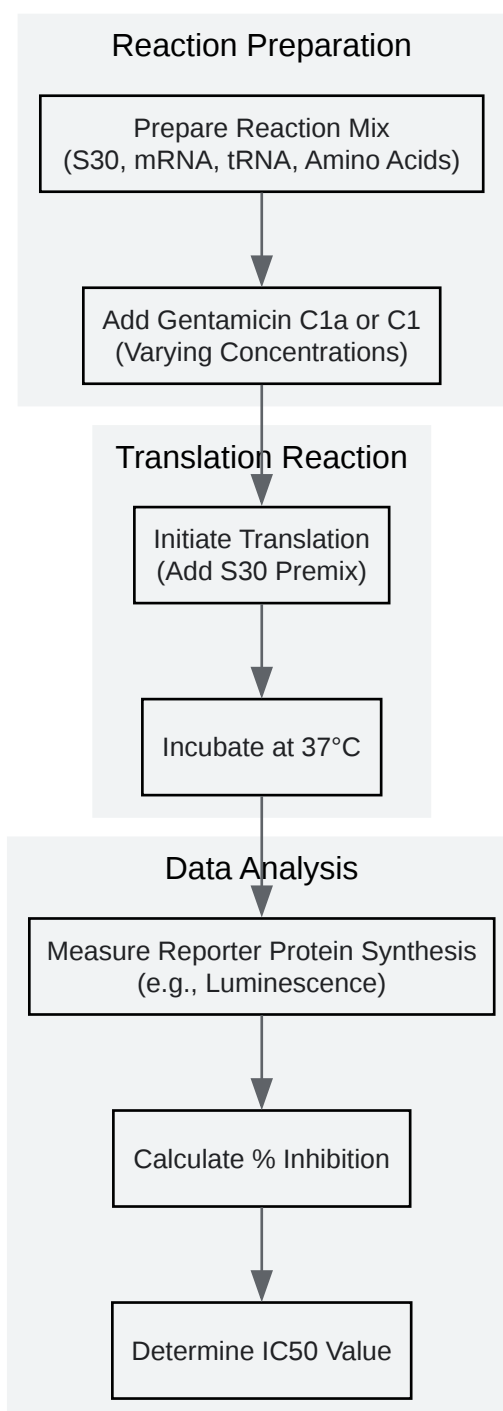 Reaction Preparation
Prepare Reaction Mix
(S30, mRNA, tRNA, Amino Acids)
Add Gentamicin C1a or C1
(Varying Concentrations)
Translation Reaction
Initiate Translation
(Add S30 Premix)
Incubate at 37°C
Data Analysis
Measure Reporter Protein Synthesis
(e.g., Luminescence)
Calculate % Inhibition
Determine IC50 Value